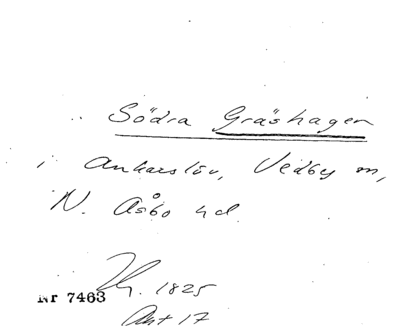 Södra Gräshagen
i Ankarslöv, Vedby sn,
N. Åsbo hd
Nr 7463 1825
Akt 17